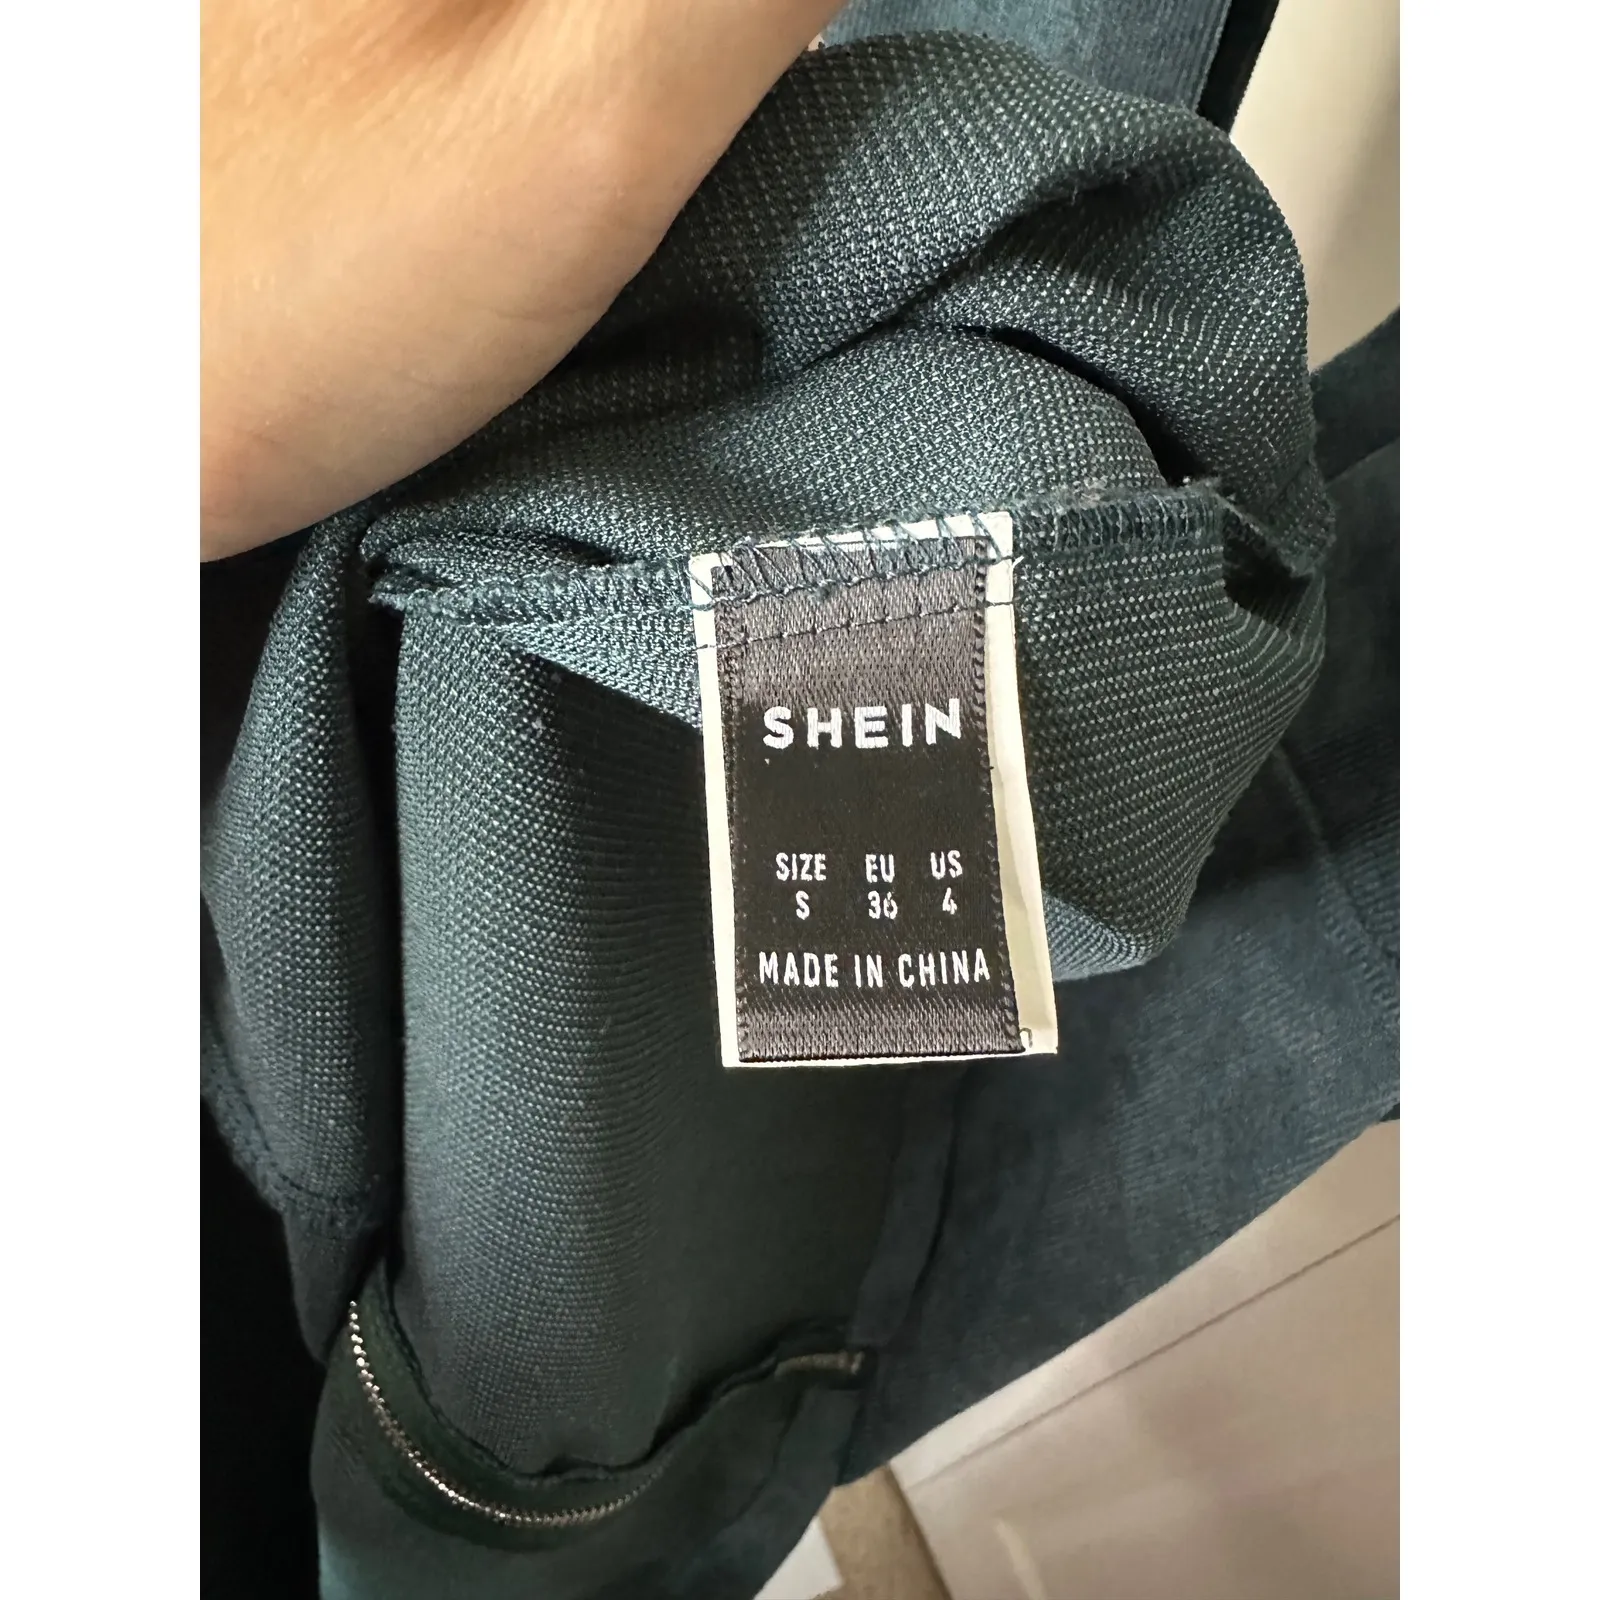 SHEIN
SIZE EU US
S 36 4
MADE IN CHINA